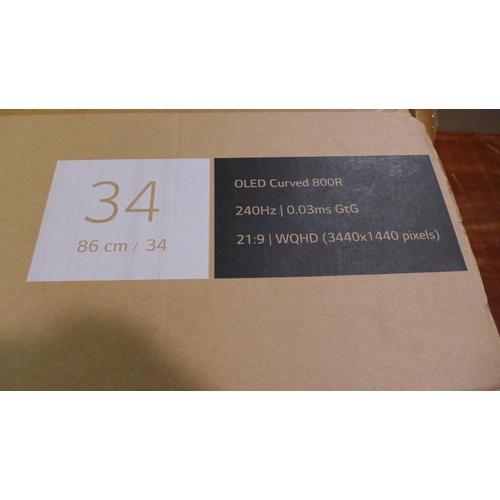 34
86 cm / 34
OLED Curved 800R
240Hz | 0.03ms GtG
21:9 | WQHD (3440x1440 pixels)